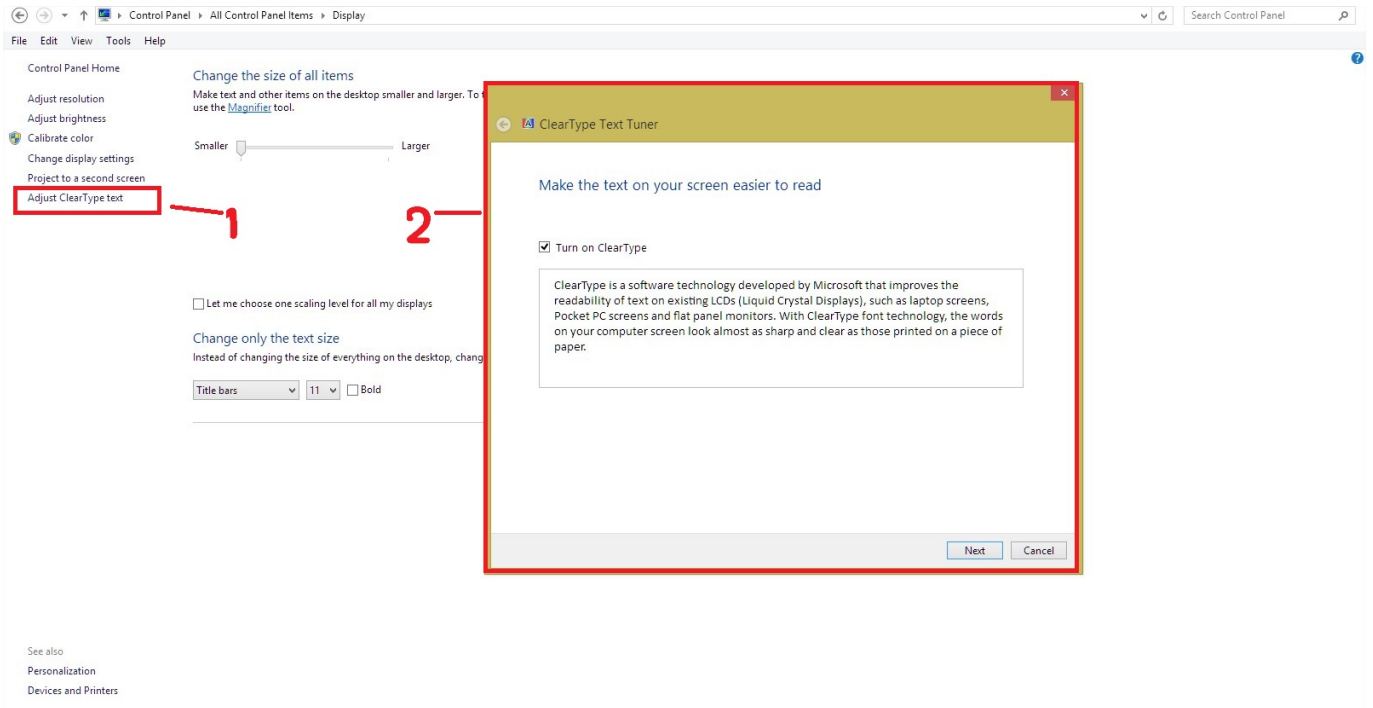 Control Panel › All Control Panel Items › Display
Search Control Panel
File Edit View Tools Help
Control Panel Home
Adjust resolution
Adjust brightness
Calibrate color
Change display settings
Project to a second screen
Adjust ClearType text
1
Change the size of all items
Make text and other items on the desktop smaller and larger. To
use the Magnifier tool.
Smaller Larger
2
Let me choose one scaling level for all my displays
Change only the text size
Instead of changing the size of everything on the desktop, chang
Title bars 11 Bold
ClearType Text Tuner
Make the text on your screen easier to read
Turn on ClearType
ClearType is a software technology developed by Microsoft that improves the
readability of text on existing LCDs (Liquid Crystal Displays), such as laptop screens,
Pocket PC screens and flat panel monitors. With ClearType font technology, the words
on your computer screen look almost as sharp and clear as those printed on a piece of
paper.
Next Cancel
See also
Personalization
Devices and Printers